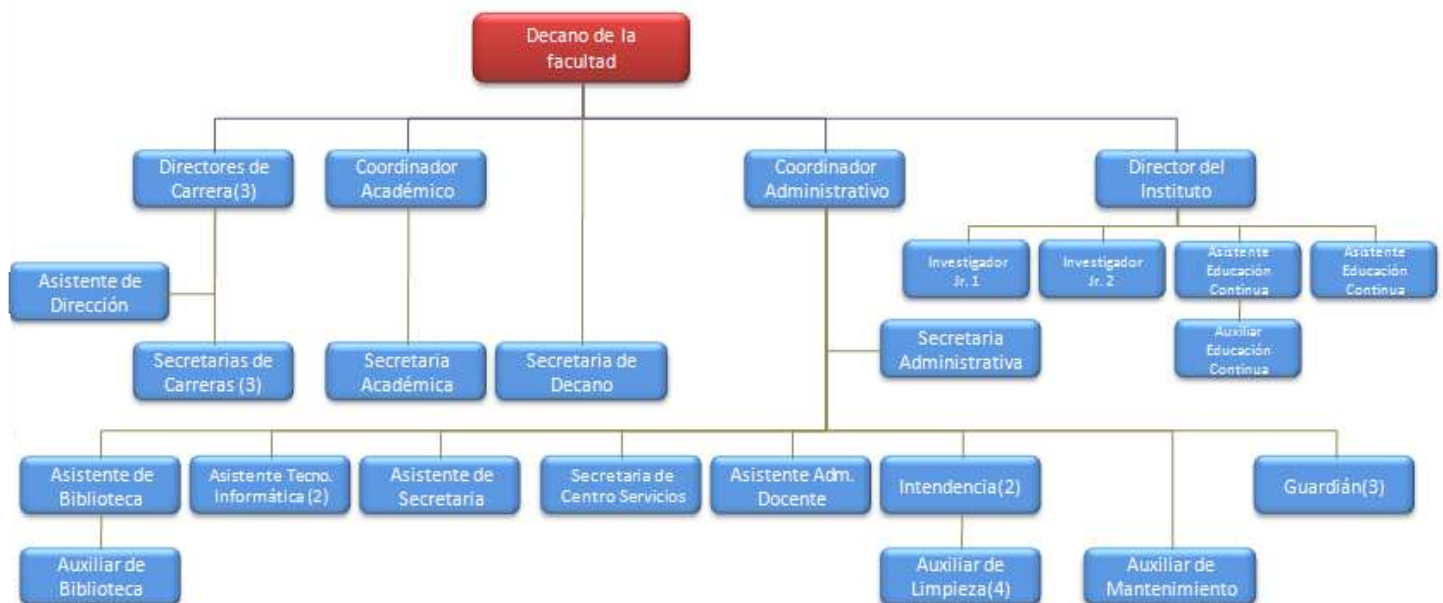 Decano de la
facultad
Directores de
Carrera(3)
Coordinador
Académico
Coordinador
Administrativo
Director del
Instituto
Investigador
Jr. 1
Investigador
Jr. 2
Asistente
Educación
Continua
Asistente
Educación
Continua
Asistente de
Dirección
Secretarias de
Carreras (3)
Secretaria
Académica
Secretaria de
Decano
Secretaria
Administrativa
Auxiliar
Educación
Continua
Asistente de
Biblioteca
Asistente Tecno.
Informática (2)
Asistente de
Secretaria
Secretaria de
Centro Servicios
Asistente Adm.
Docente
Intendencia(2)
Guardián(3)
Auxiliar de
Biblioteca
Auxiliar de
Limpieza(4)
Auxiliar de
Mantenimiento